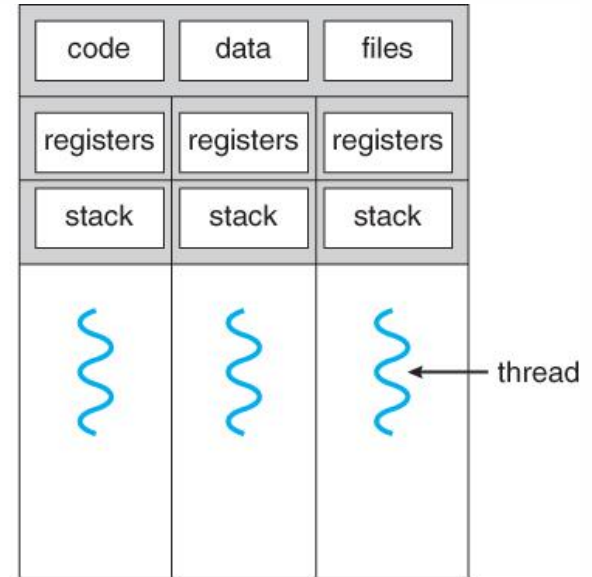 code data files
registers registers registers
stack stack stack
thread